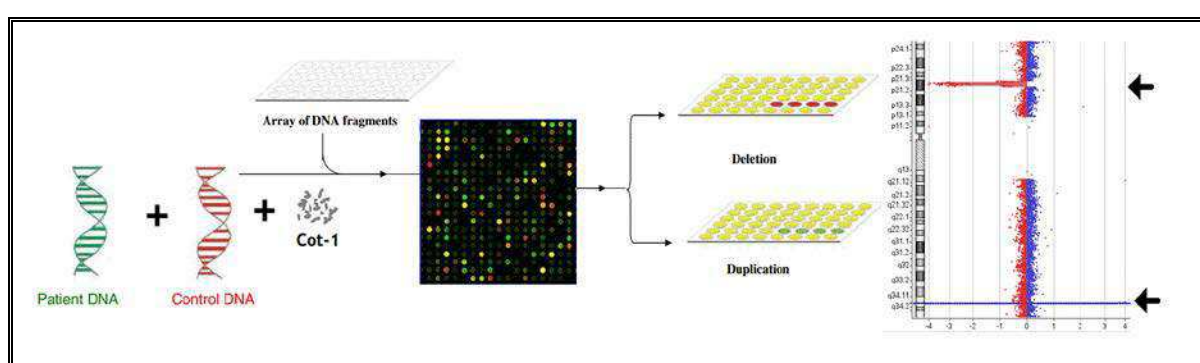 Array of DNA fragments
Cot-1
Patient DNA
Control DNA
Deletion
Duplication
p24.1
p22.3
p21.3
p21.2
p13.3
p13.1
p11.2
q13
q21.12
q21.2
q21.32
q22.1
q22.32
q31.1
q31.2
q32
q33.2
q34.11
q34.2
-4 -3 -2 -1 0 1 2 3 4